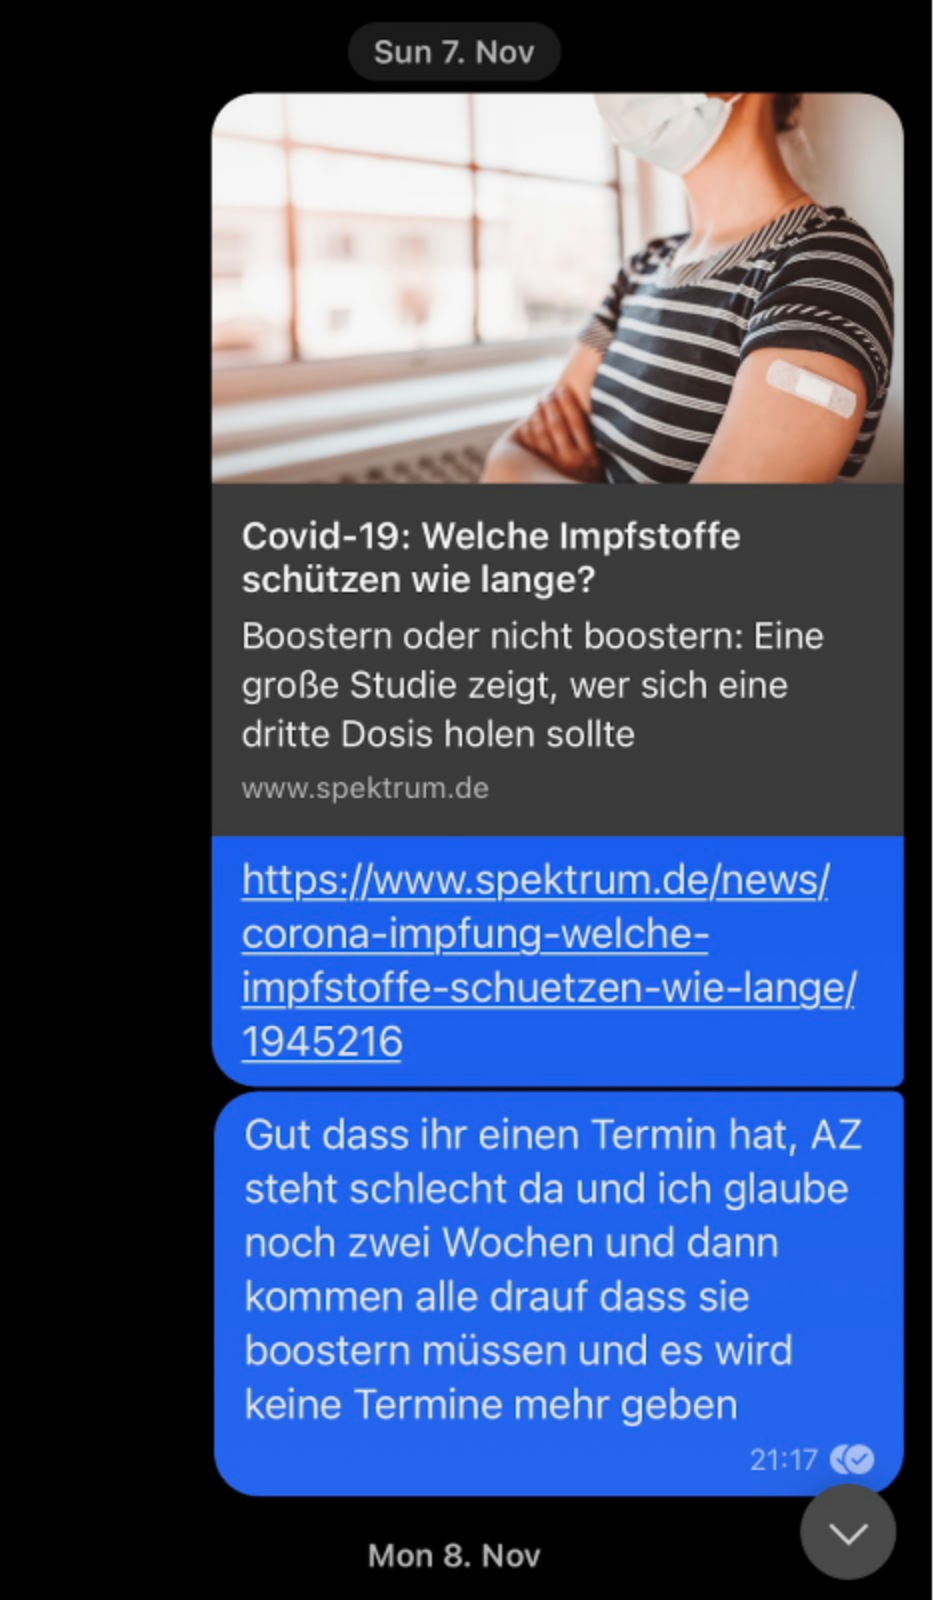 Sun 7. Nov
Covid-19: Welche Impfstoffe
schützen wie lange?
Boostern oder nicht boostern: Eine
große Studie zeigt, wer sich eine
dritte Dosis holen sollte
www.spektrum.de
https://www.spektrum.de/news/
corona-impfung-welche-
impfstoffe-schuetzen-wie-lange/
1945216
Gut dass ihr einen Termin hat, AZ
steht schlecht da und ich glaube
noch zwei Wochen und dann
kommen alle drauf dass sie
boostern müssen und es wird
keine Termine mehr geben
21:17
Mon 8. Nov